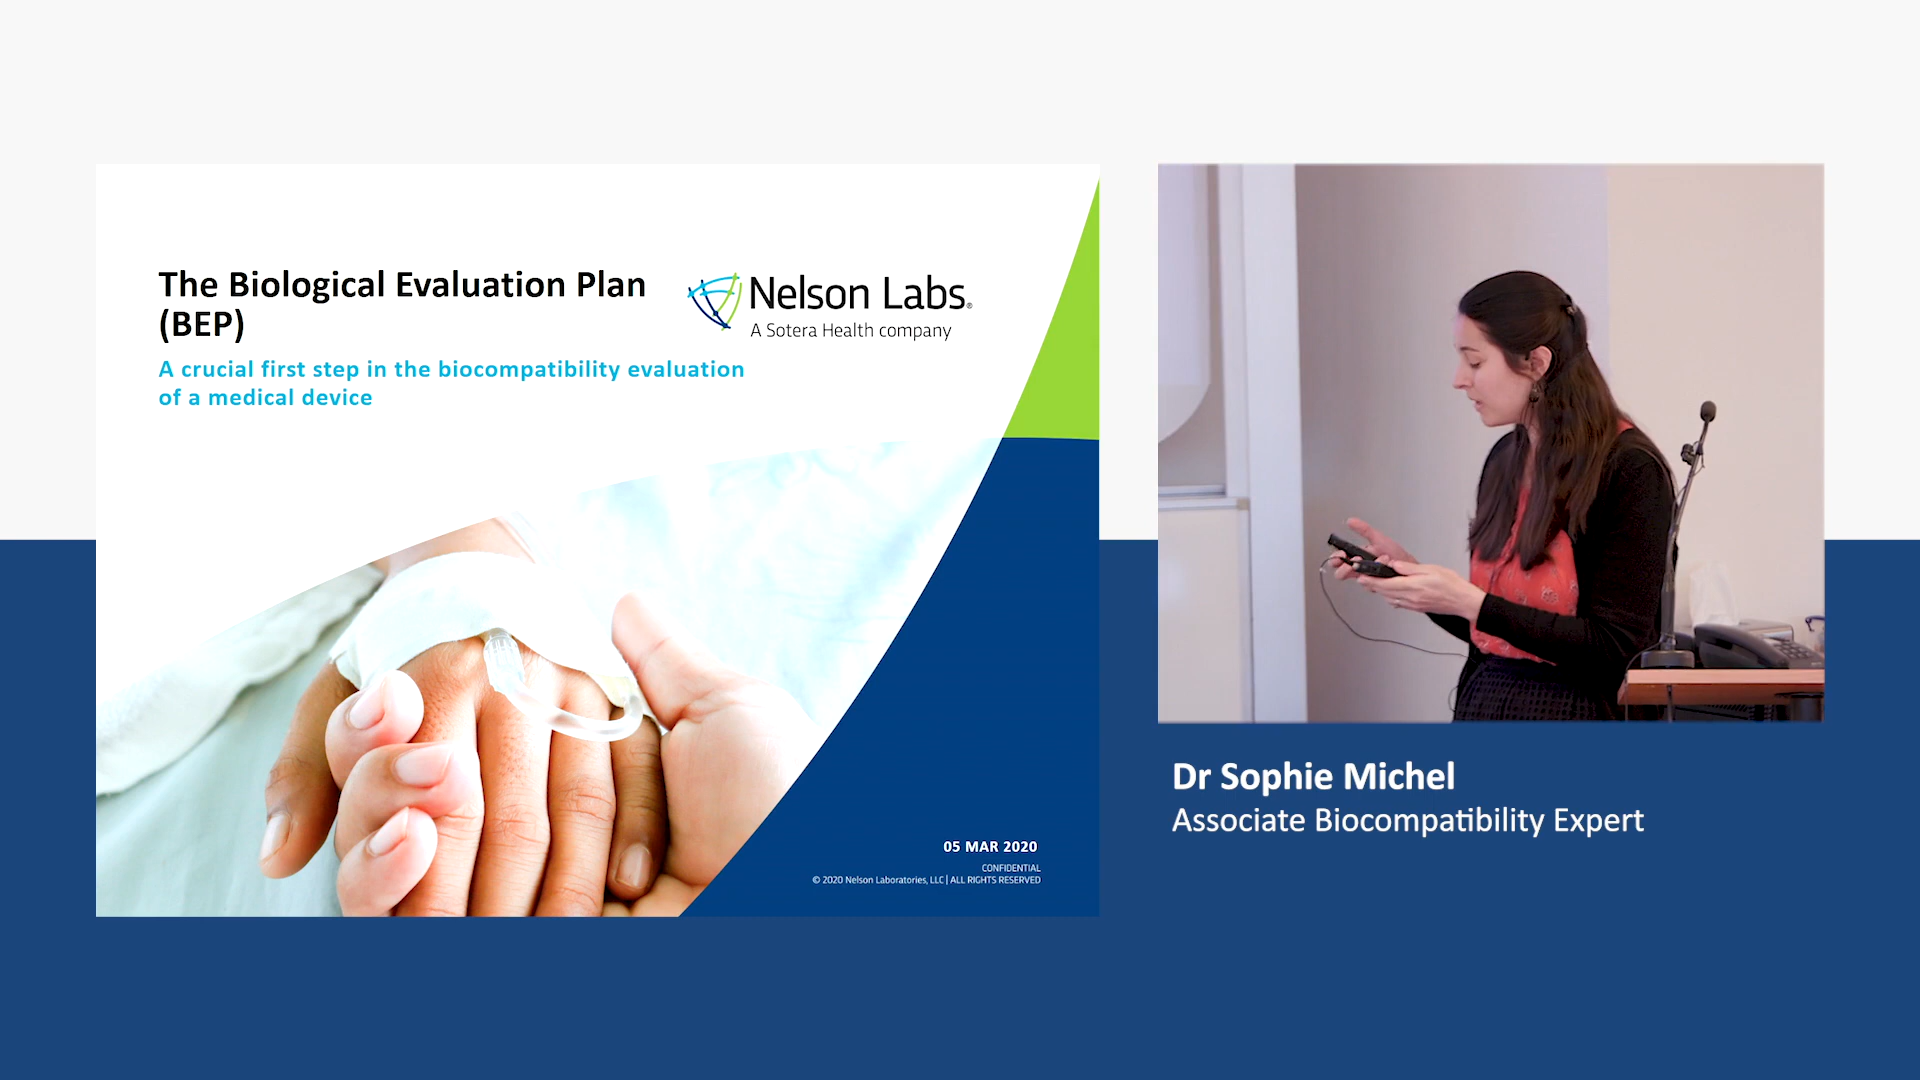 The Biological Evaluation Plan
(BEP)
A crucial first step in the biocompatibility evaluation
of a medical device
Nelson Labs®
A Sotera Health company
05 MAR 2020
CONFIDENTIAL
© 2020 Nelson Laboratories, LLC | ALL RIGHTS RESERVED
Dr Sophie Michel
Associate Biocompatibility Expert